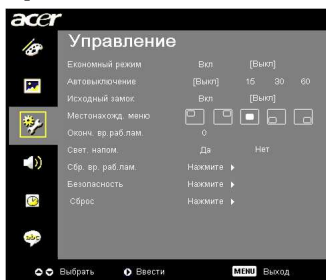 acer
Управление
Економный режим Вкл [Выкл]
Автовыключение [Выкл] 15 30 60
Исходный замок Вкл [Выкл]
Местонахожд. меню
Оконч. вр.раб.лам. 0
Свет. напом. Да Нет
Сбр. вр. раб.лам. Нажмите
Безопасность Нажмите
Сброс Нажмите
abc
Выбрать Ввести MENU Выход